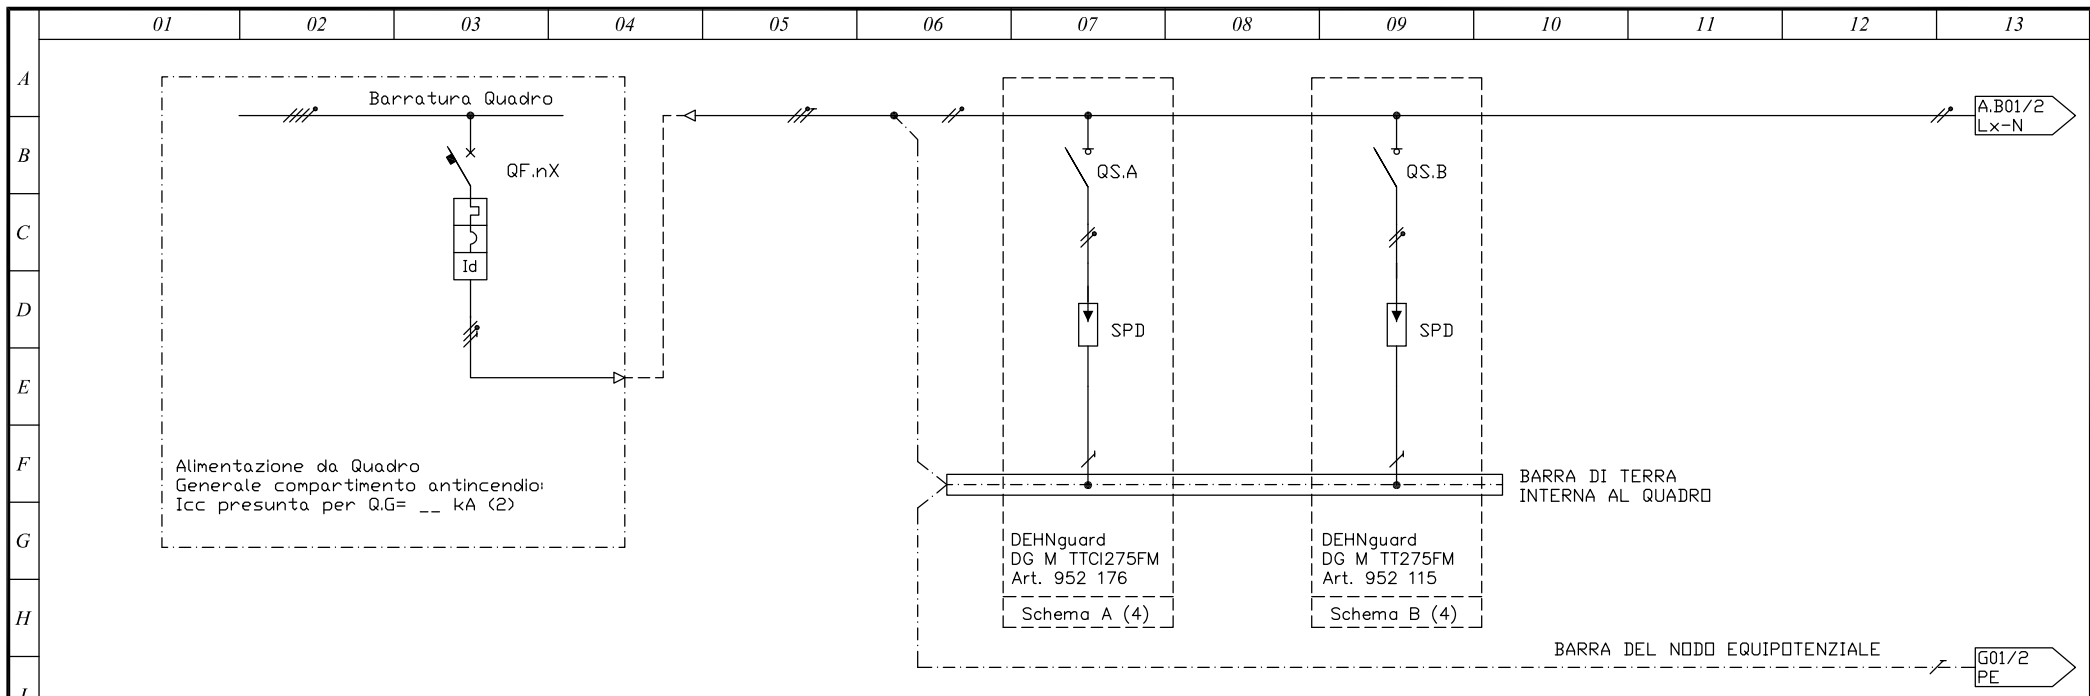 01 02 03 04 05 06 07 08 09 10 11 12 13
A
B
C
D
E
F
G
H
I
Barratura Quadro
QF.nX
Id
Alimentazione da Quadro
Generale compartimento antincendio:
Icc presunta per Q.G= __ kA (2)
QS.A
SPD
DEHNguard
DG M TTCI275FM
Art. 952 176
Schema A (4)
QS.B
SPD
DEHNguard
DG M TT275FM
Art. 952 115
Schema B (4)
BARRA DI TERRA
INTERNA AL QUADRO
BARRA DEL NODO EQUIPOTENZIALE
A.B01/2
Lx-N
G01/2
PE